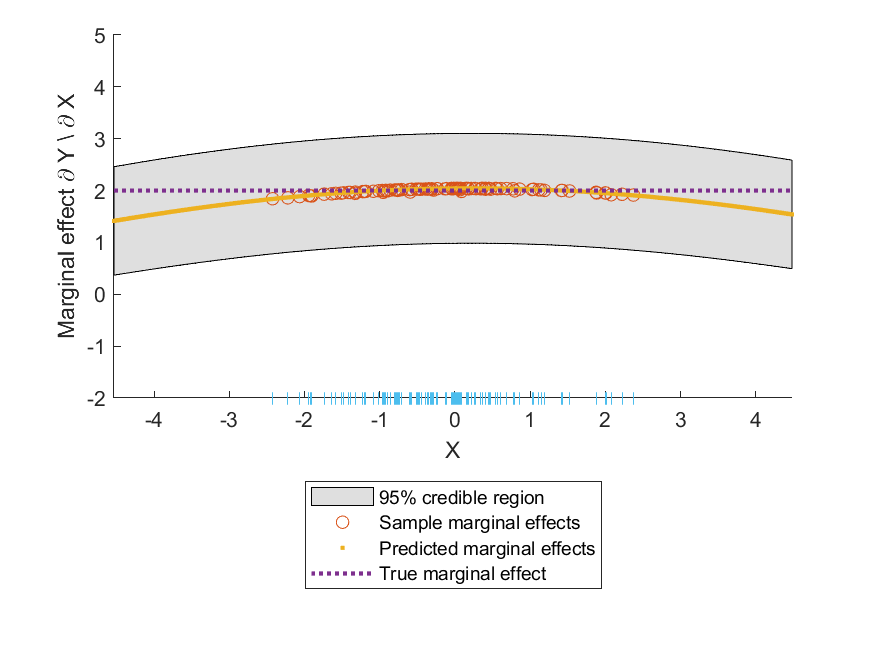 5
4
3
2
1
0
-1
-2
Marginal effect ∂ Y \ ∂ X
-4 -3 -2 -1 0 1 2 3 4
X
95% credible region
Sample marginal effects
Predicted marginal effects
True marginal effect